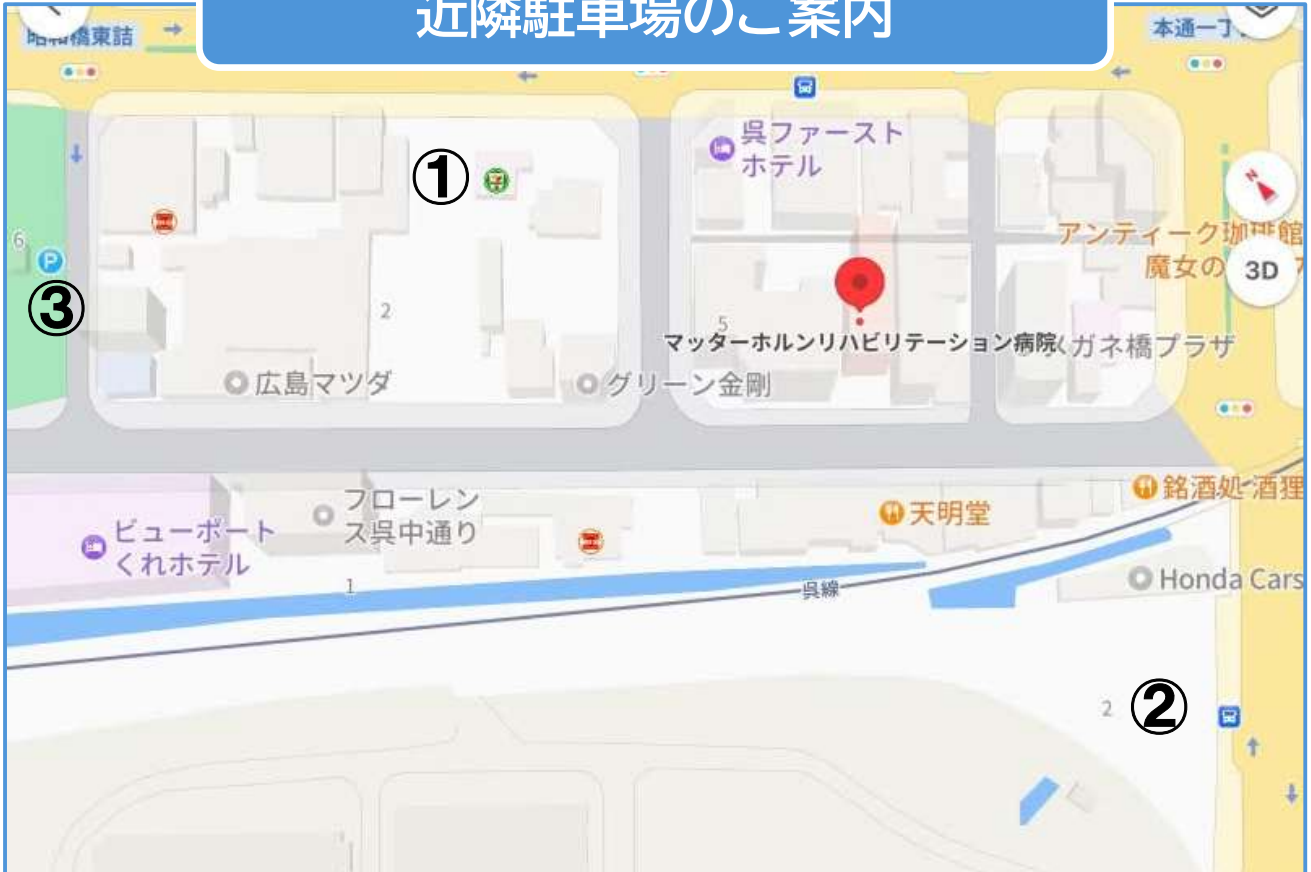 近隣駐車場のご案内
昭和橋東詰
本通一丁
呉ファースト
ホテル
①
6
P
③
2
アンティーク珈琲館
魔女の
3D
N
5
マッターホルンリハビリテーション病院
メガネ橋プラザ
広島マツダ
グリーン金剛
フローレン
ス呉中通り
ビューポート
くれホテル
天明堂
銘酒処 酒狸
1
呉線
Honda Cars
2
②